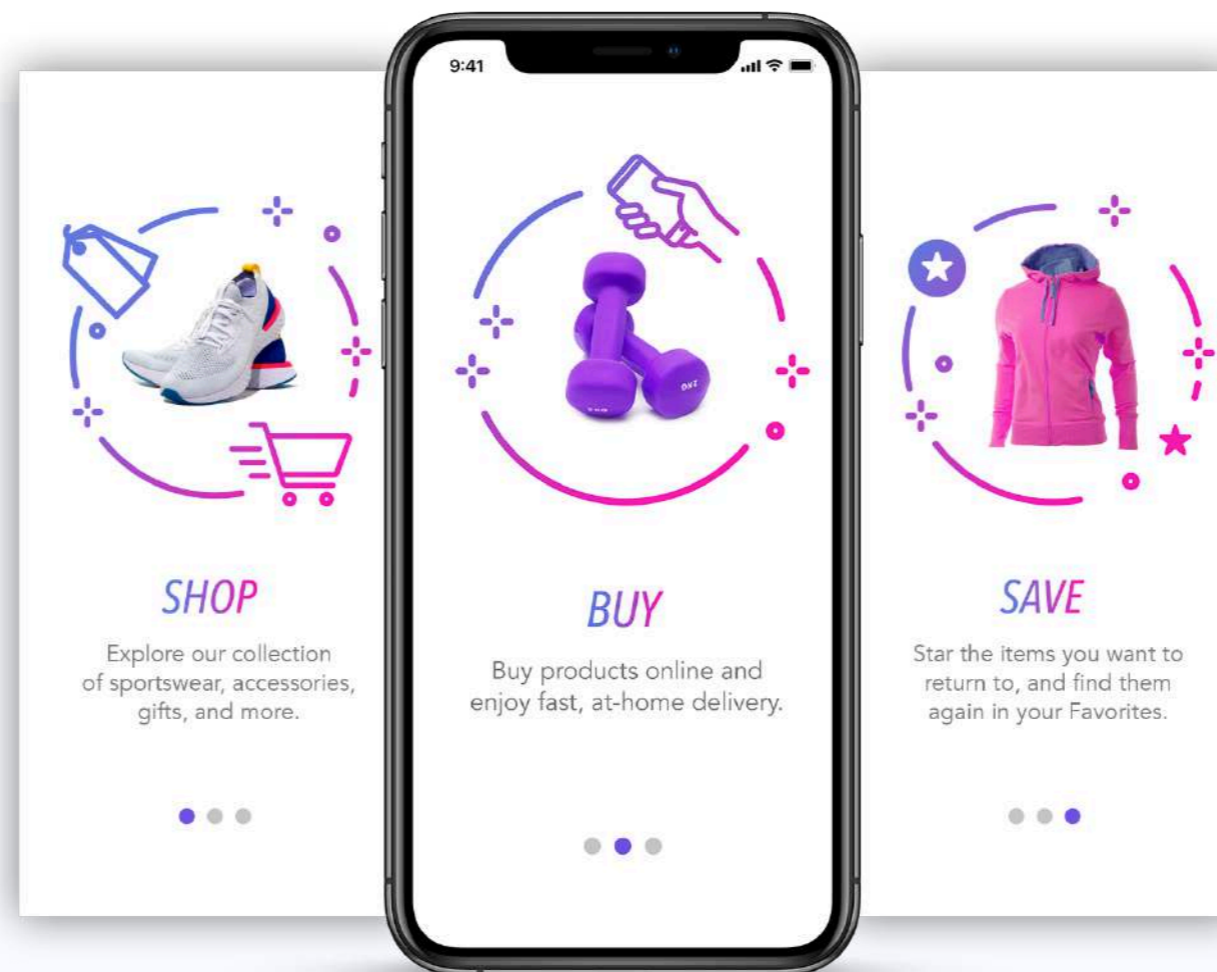 9:41
SHOP
Explore our collection
of sportswear, accessories,
gifts, and more.
BUY
Buy products online and
enjoy fast, at-home delivery.
SAVE
Star the items you want to
return to, and find them
again in your Favorites.